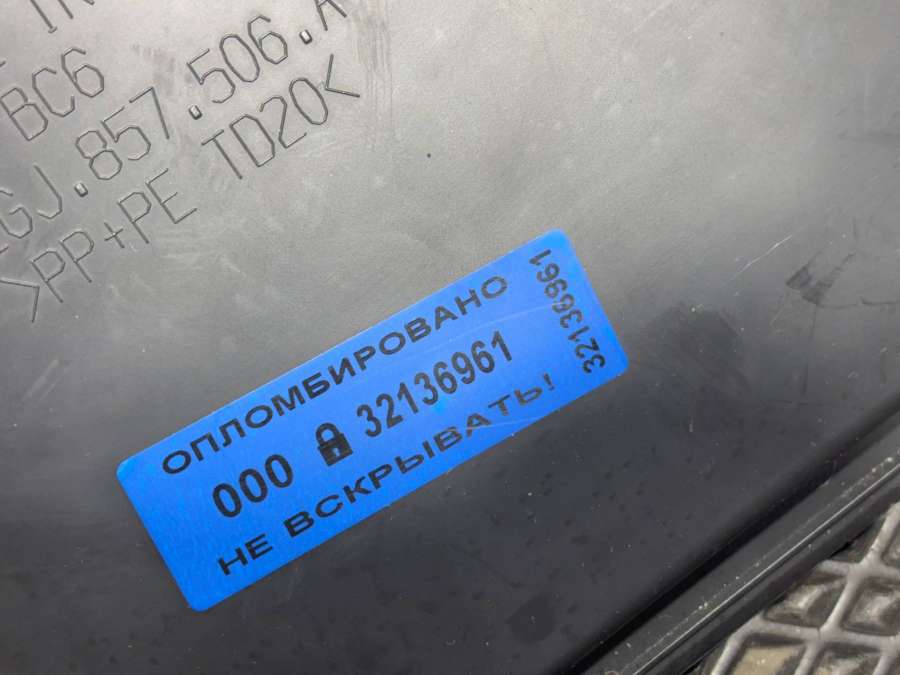 BC6
GJ.857.506.A
>PP+PE TD20<
ОПЛОМБИРОВАНО
000 32136961
НЕ ВСКРЫВАТЬ!
32136961